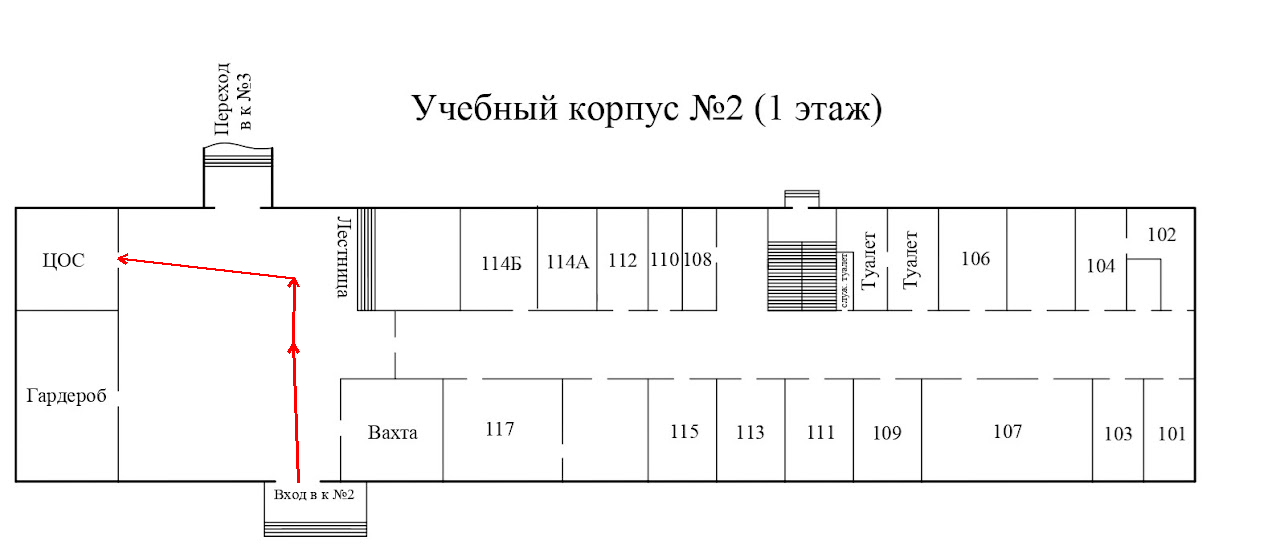 Переход
в к №3
Учебный корпус №2 (1 этаж)
ЦОС
Лестница
114Б
114А
112
110
108
служ. туалет
Туалет
Туалет
106
104
102
Гардероб
Вахта
117
115
113
111
109
107
103
101
Вход в к №2